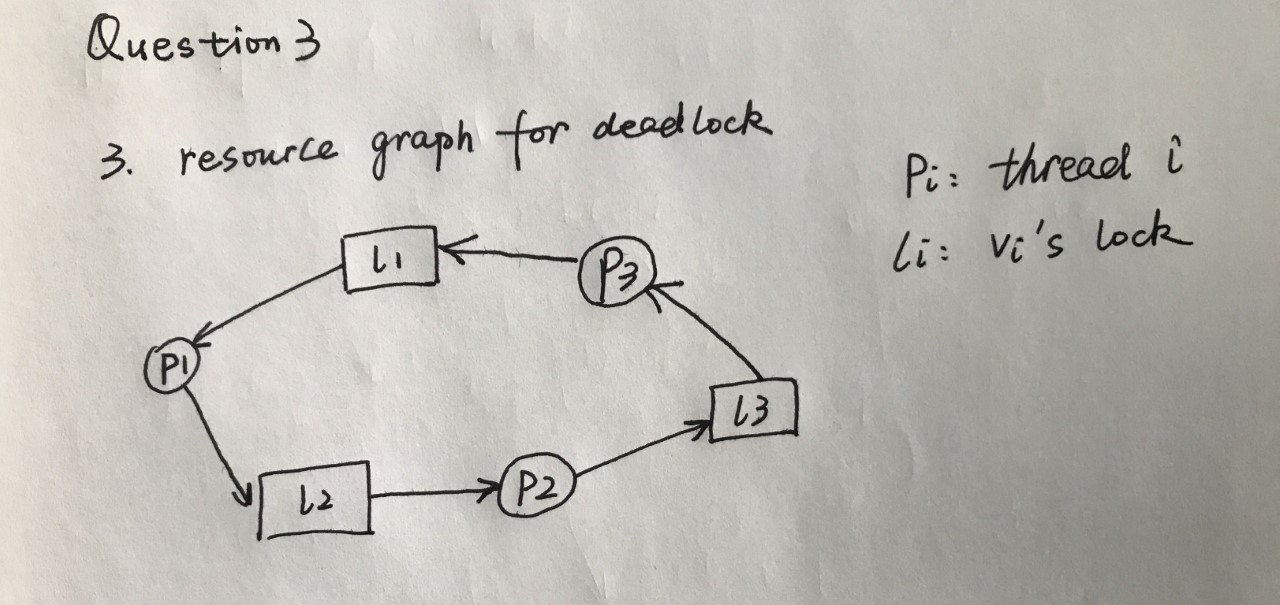 Question 3
3. resource graph for deadlock
Pi: thread i
li: vi's lock
l1
P3
P1
l3
l2
P2